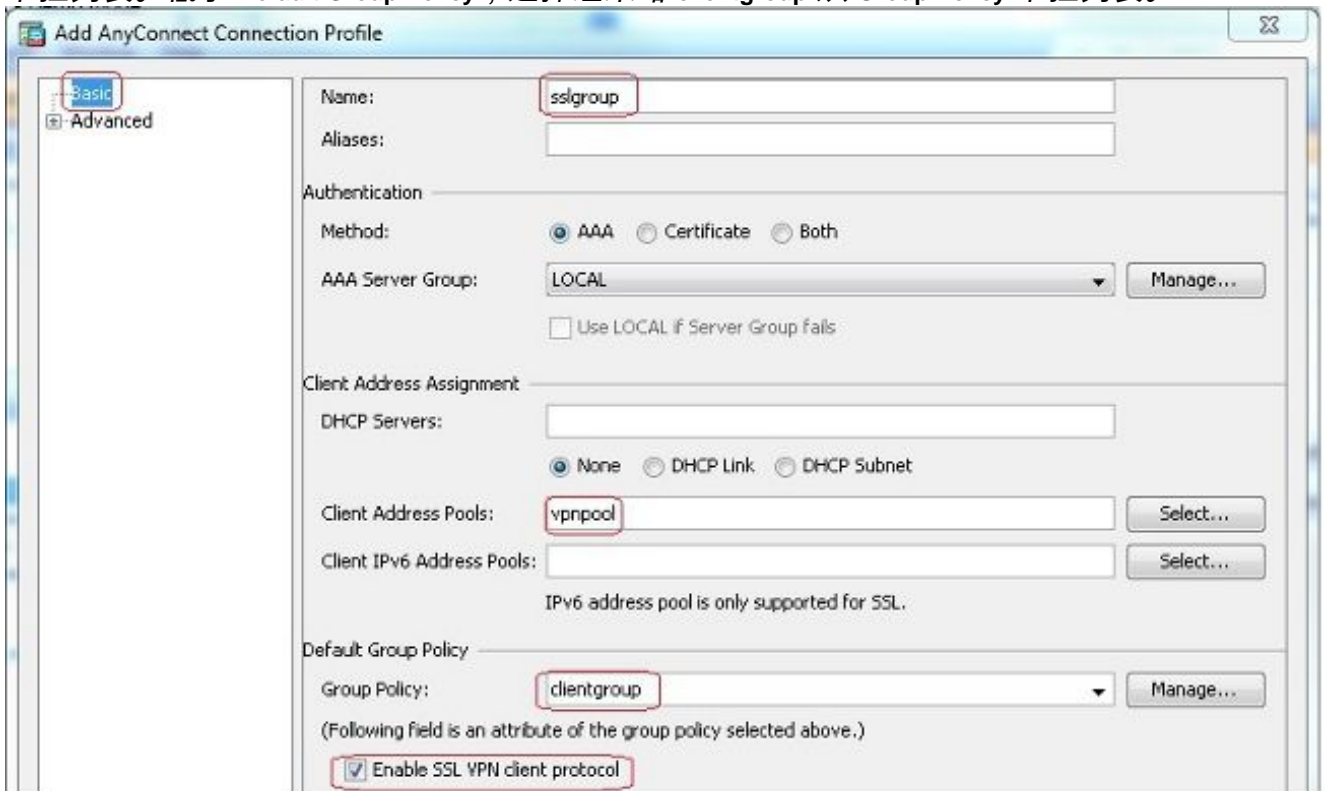 Add AnyConnect Connection Profile
Basic
Advanced
Name: sslgroup
Aliases:
Authentication
Method: AAA Certificate Both
AAA Server Group: LOCAL Manage...
Use LOCAL if Server Group fails
Client Address Assignment
DHCP Servers:
None DHCP Link DHCP Subnet
Client Address Pools: vpnpool Select...
Client IPv6 Address Pools: Select...
IPv6 address pool is only supported for SSL.
Default Group Policy
Group Policy: clientgroup Manage...
(Following field is an attribute of the group policy selected above.)
Enable SSL VPN client protocol